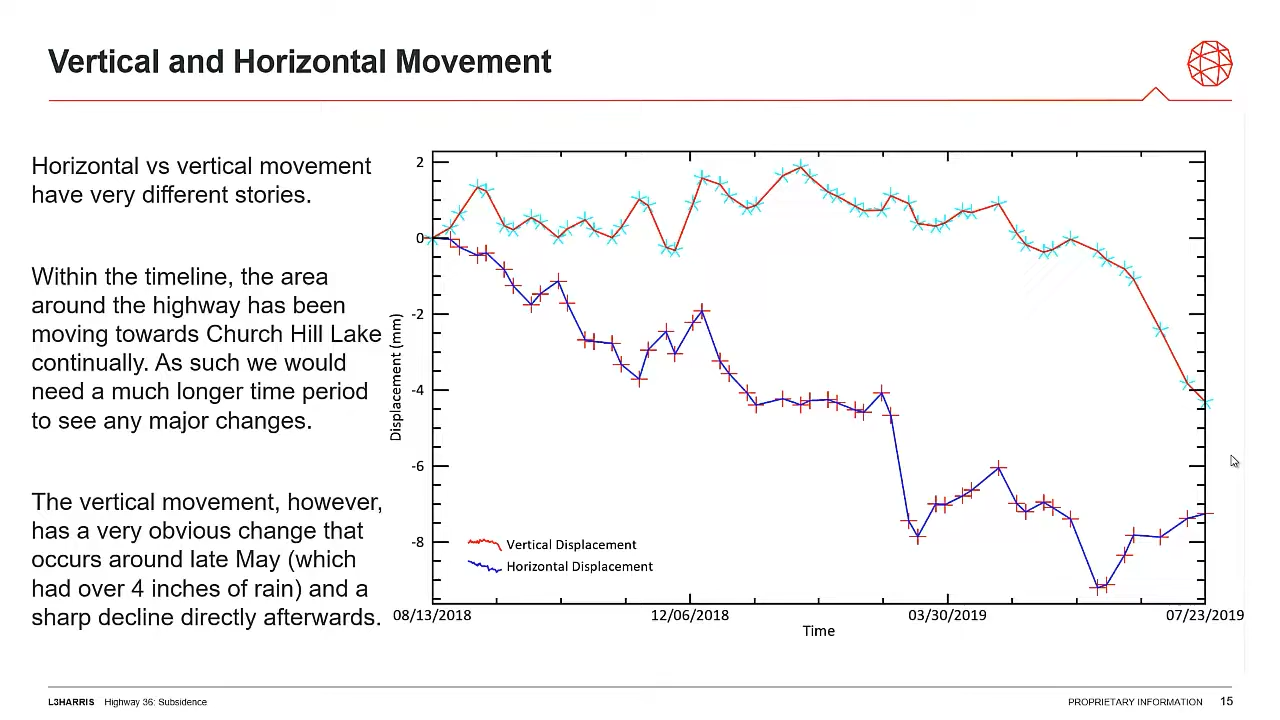 Vertical and Horizontal Movement
Horizontal vs vertical movement
have very different stories.
Within the timeline, the area
around the highway has been
moving towards Church Hill Lake
continually. As such we would
need a much longer time period
to see any major changes.
The vertical movement, however,
has a very obvious change that
occurs around late May (which
had over 4 inches of rain) and a
sharp decline directly afterwards.
2
0
-2
-4
-6
-8
Displacement (mm)
Vertical Displacement
Horizontal Displacement
08/13/2018 12/06/2018 03/30/2019 07/23/2019
Time
L3HARRIS Highway 36: Subsidence
PROPRIETARY INFORMATION 15